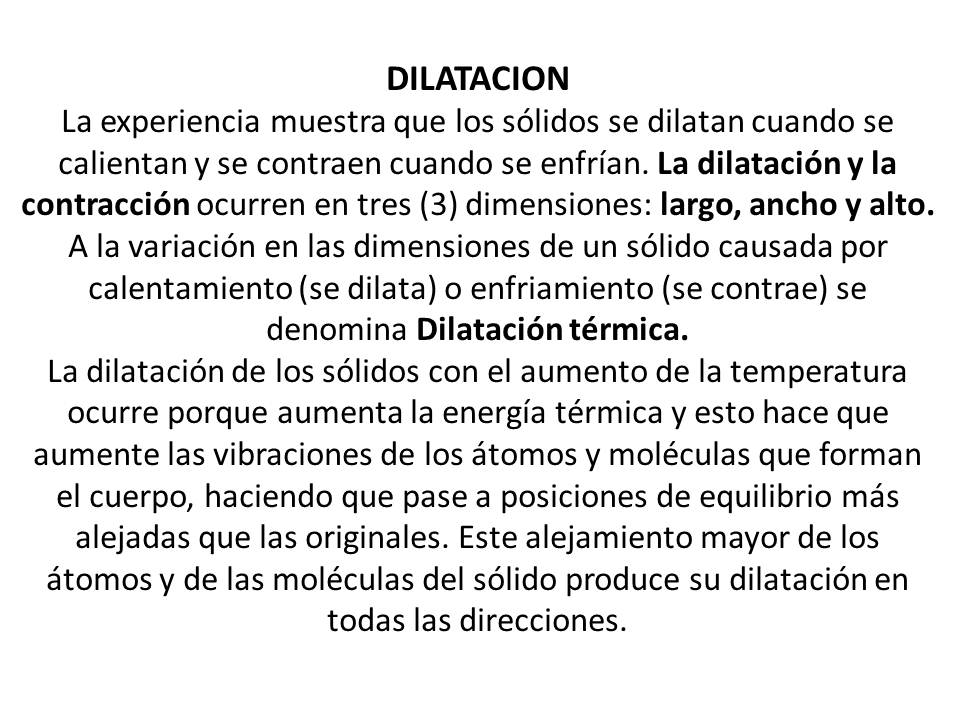 DILATACION
La experiencia muestra que los sólidos se dilatan cuando se
calientan y se contraen cuando se enfrían. La dilatación y la
contracción ocurren en tres (3) dimensiones: largo, ancho y alto.
A la variación en las dimensiones de un sólido causada por
calentamiento (se dilata) o enfriamiento (se contrae) se
denomina Dilatación térmica.
La dilatación de los sólidos con el aumento de la temperatura
ocurre porque aumenta la energía térmica y esto hace que
aumente las vibraciones de los átomos y moléculas que forman
el cuerpo, haciendo que pase a posiciones de equilibrio más
alejadas que las originales. Este alejamiento mayor de los
átomos y de las moléculas del sólido produce su dilatación en
todas las direcciones.